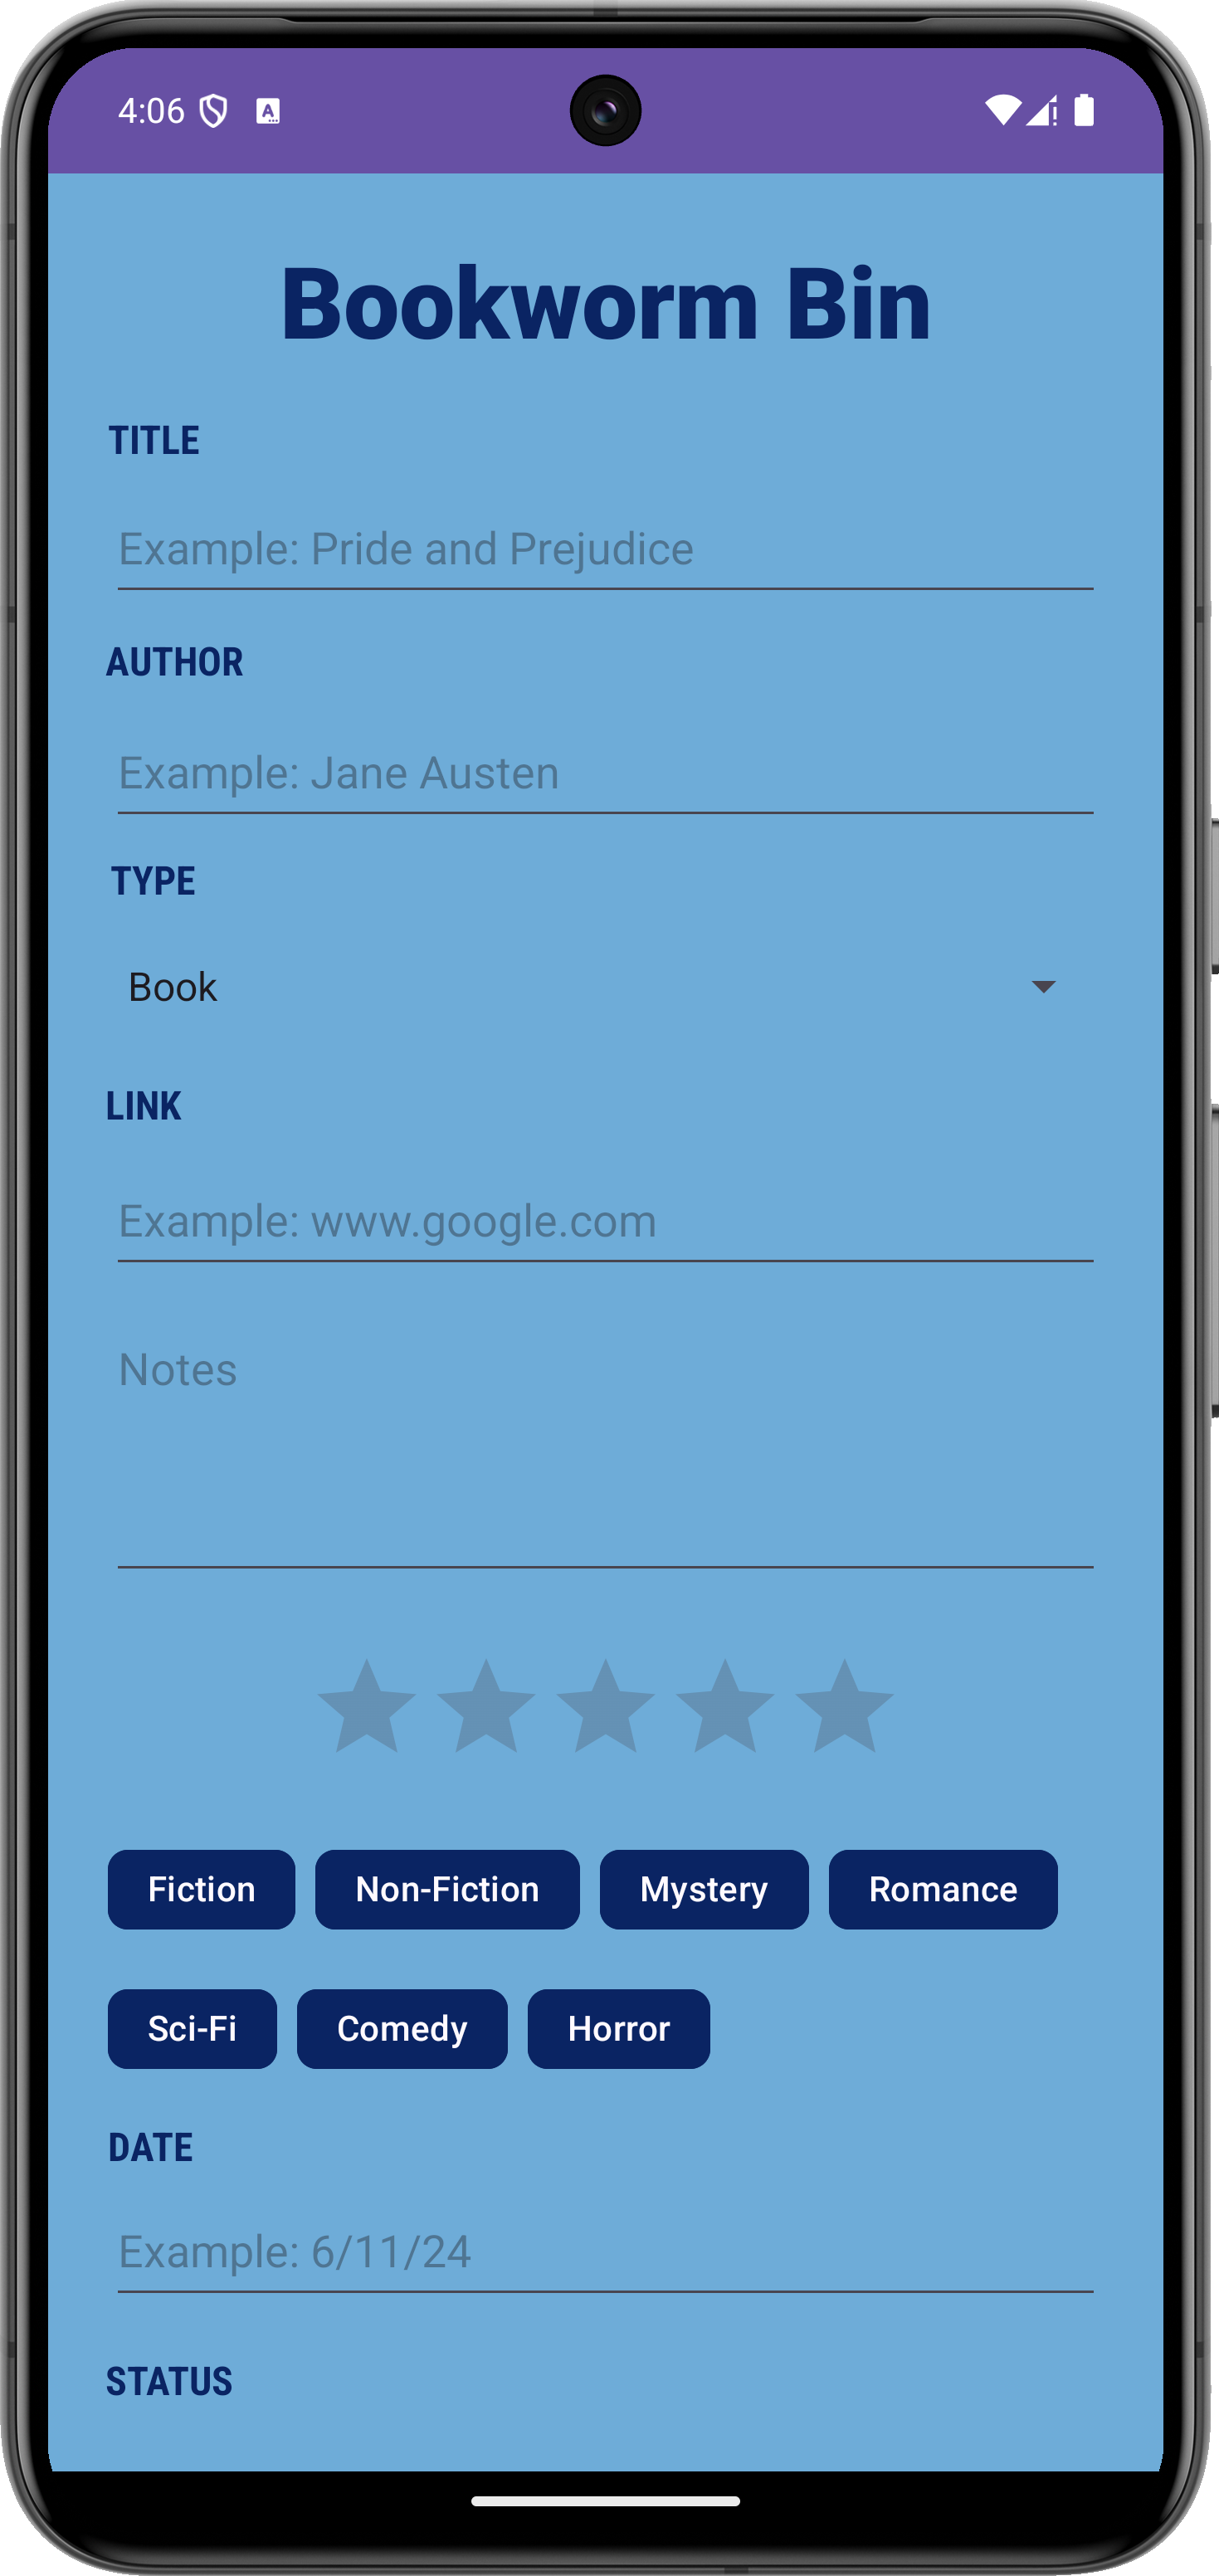 4:06
Bookworm Bin
TITLE
Example: Pride and Prejudice
AUTHOR
Example: Jane Austen
TYPE
Book
LINK
Example: www.google.com
Notes
Fiction Non-Fiction Mystery Romance
Sci-Fi Comedy Horror
DATE
Example: 6/11/24
STATUS